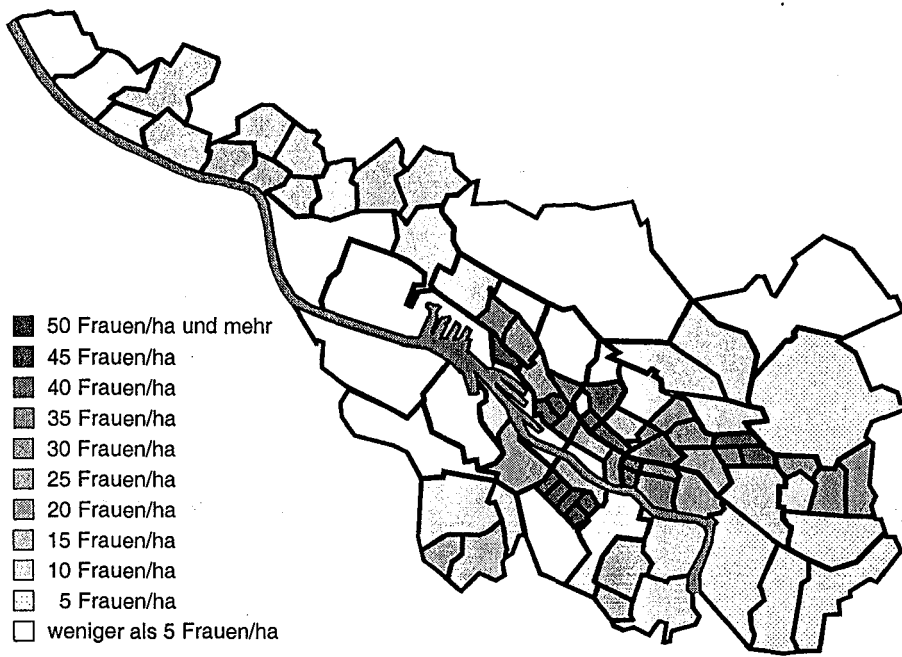 50 Frauen/ha und mehr
45 Frauen/ha
40 Frauen/ha
35 Frauen/ha
30 Frauen/ha
25 Frauen/ha
20 Frauen/ha
15 Frauen/ha
10 Frauen/ha
5 Frauen/ha
weniger als 5 Frauen/ha